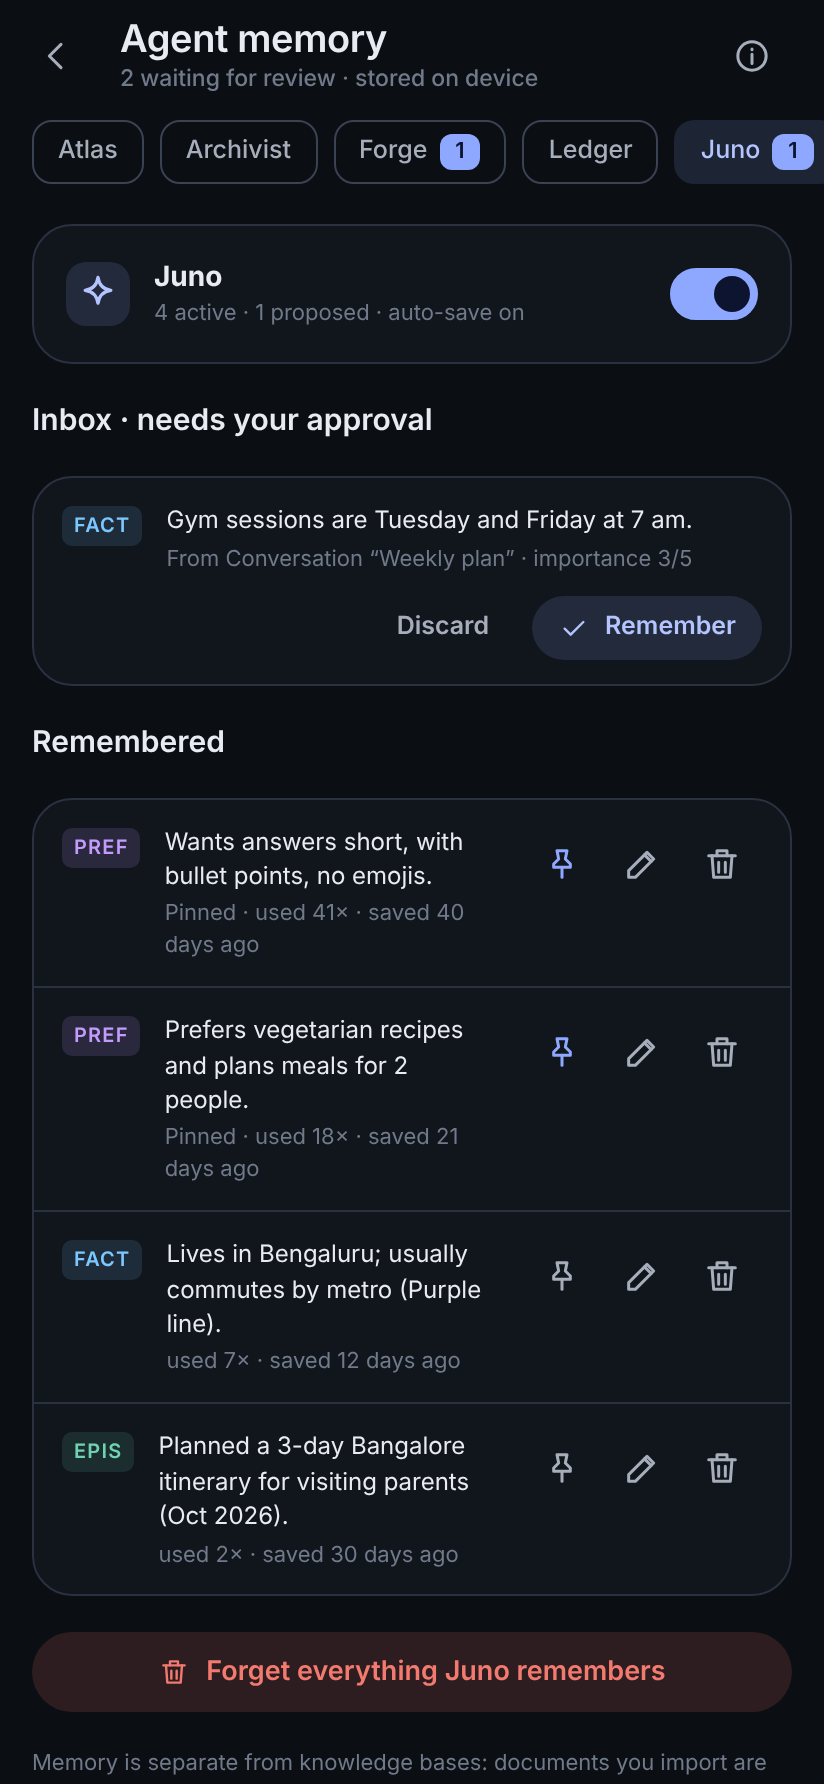 Agent memory
2 waiting for review · stored on device
Atlas
Archivist
Forge 1
Ledger
Juno 1
Juno
4 active · 1 proposed · auto-save on
Inbox · needs your approval
FACT
Gym sessions are Tuesday and Friday at 7 am.
From Conversation “Weekly plan” · importance 3/5
Discard
Remember
Remembered
PREF
Wants answers short, with
bullet points, no emojis.
Pinned · used 41× · saved 40
days ago
PREF
Prefers vegetarian recipes
and plans meals for 2
people.
Pinned · used 18× · saved 21
days ago
FACT
Lives in Bengaluru; usually
commutes by metro (Purple
line).
used 7× · saved 12 days ago
EPIS
Planned a 3-day Bangalore
itinerary for visiting parents
(Oct 2026).
used 2× · saved 30 days ago
Forget everything Juno remembers
Memory is separate from knowledge bases: documents you import are